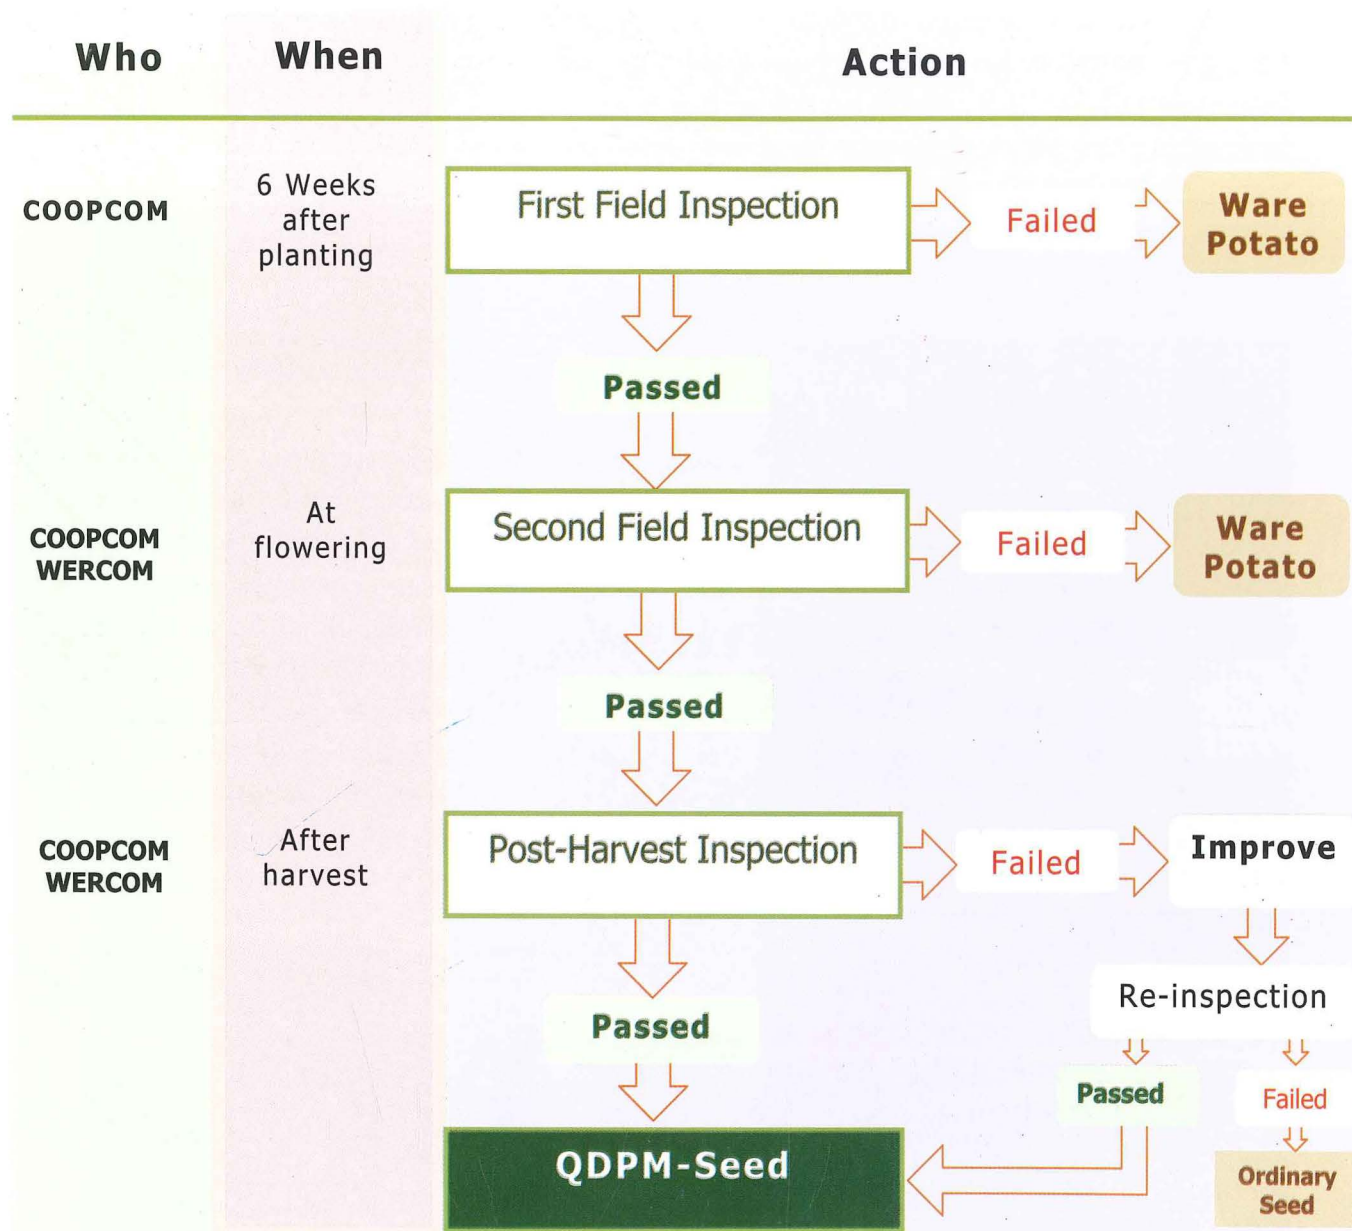 Who
When
Action
COOPCOM
6 Weeks
after
planting
First Field Inspection
Failed
Ware
Potato
Passed
COOPCOM
WERCOM
At
flowering
Second Field Inspection
Failed
Ware
Potato
Passed
COOPCOM
WERCOM
After
harvest
Post-Harvest Inspection
Failed
Improve
Re-inspection
Passed
Passed
Failed
QDPM-Seed
Ordinary
Seed